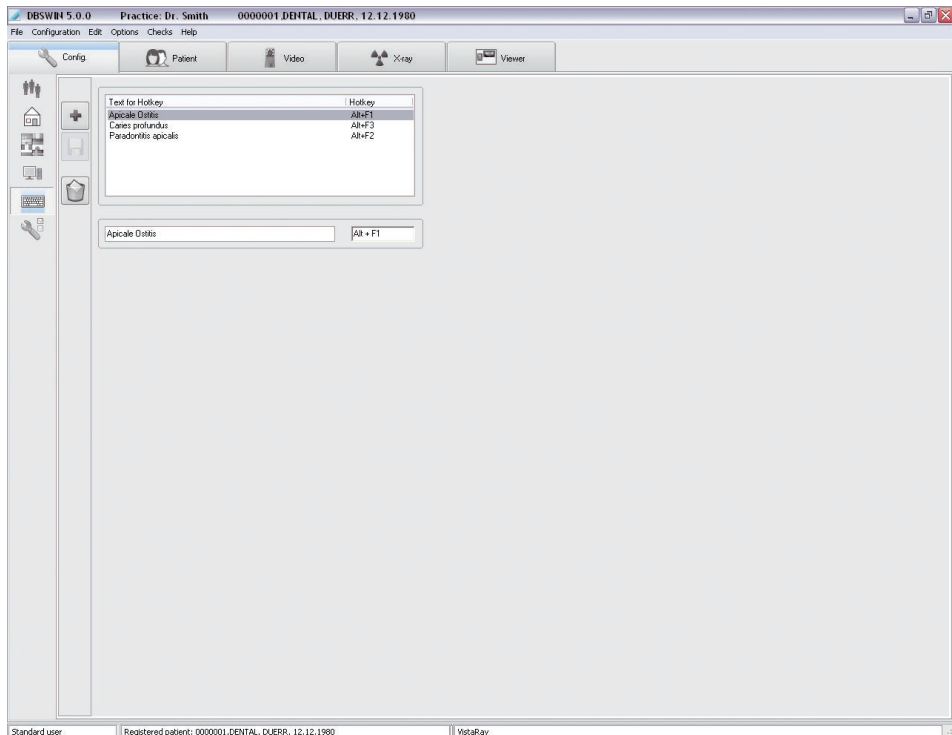 DBSWIN 5.0.0 Practice: Dr. Smith 0000001,DENTAL, DUERR, 12.12.1980
File Configuration Edit Options Checks Help
Config. Patient Video X-ray Viewer
Text for Hotkey Hotkey
Apicale Ostitis Alt+F1
Caries profundus Alt+F3
Paradontitis apicalis Alt+F2
Apicale Ostitis Alt + F1
Standard user Registered patient: 0000001,DENTAL, DUERR, 12.12.1980 VistaRay